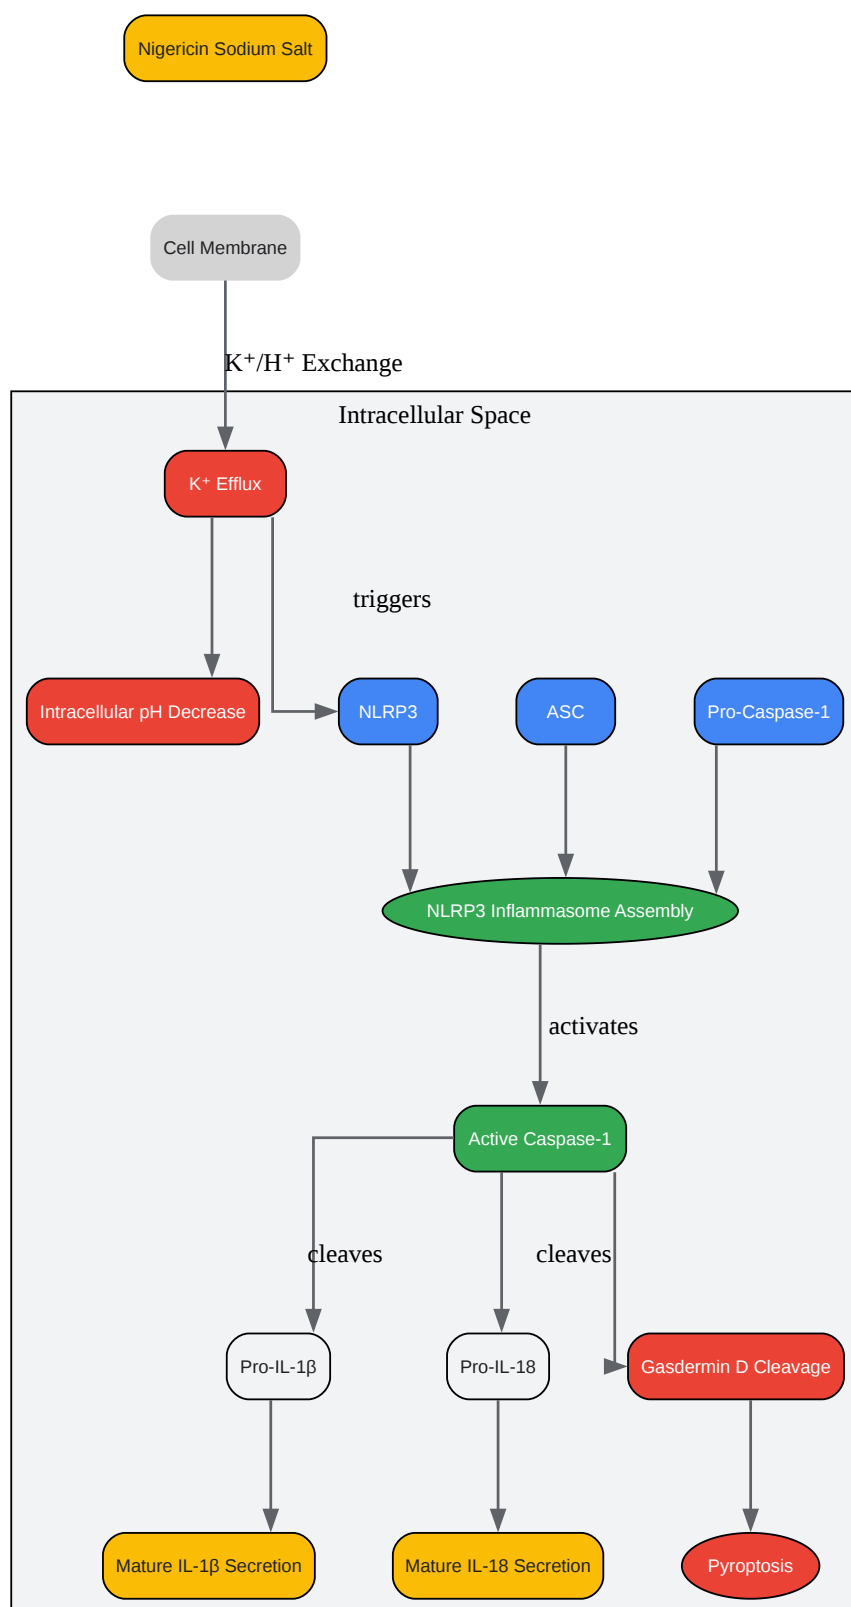 Nigericin Sodium Salt
Cell Membrane
K⁺/H⁺ Exchange
Intracellular Space
K⁺ Efflux
triggers
Intracellular pH Decrease
NLRP3
ASC
Pro-Caspase-1
NLRP3 Inflammasome Assembly
activates
Active Caspase-1
cleaves
cleaves
Pro-IL-1β
Pro-IL-18
Gasdermin D Cleavage
Mature IL-1β Secretion
Mature IL-18 Secretion
Pyroptosis